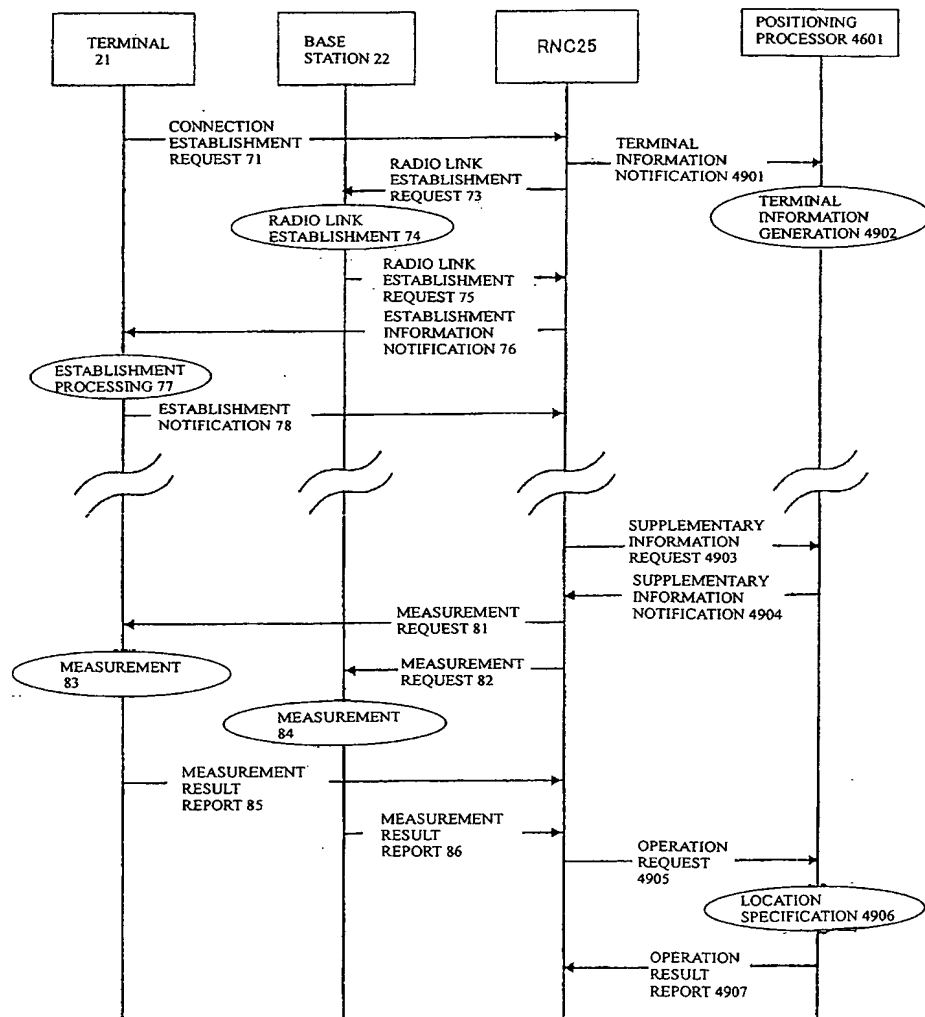 TERMINAL
21
BASE
STATION 22
RNC25
POSITIONING
PROCESSOR 4601
CONNECTION
ESTABLISHMENT
REQUEST 71
TERMINAL
INFORMATION
NOTIFICATION 4901
RADIO LINK
ESTABLISHMENT
REQUEST 73
RADIO LINK
ESTABLISHMENT 74
TERMINAL
INFORMATION
GENERATION 4902
RADIO LINK
ESTABLISHMENT
REQUEST 75
ESTABLISHMENT
INFORMATION
NOTIFICATION 76
ESTABLISHMENT
PROCESSING 77
ESTABLISHMENT
NOTIFICATION 78
SUPPLEMENTARY
INFORMATION
REQUEST 4903
SUPPLEMENTARY
INFORMATION
NOTIFICATION 4904
MEASUREMENT
REQUEST 81
MEASUREMENT
83
MEASUREMENT
REQUEST 82
MEASUREMENT
84
MEASUREMENT
RESULT
REPORT 85
MEASUREMENT
RESULT
REPORT 86
OPERATION
REQUEST
4905
LOCATION
SPECIFICATION 4906
OPERATION
RESULT
REPORT 4907